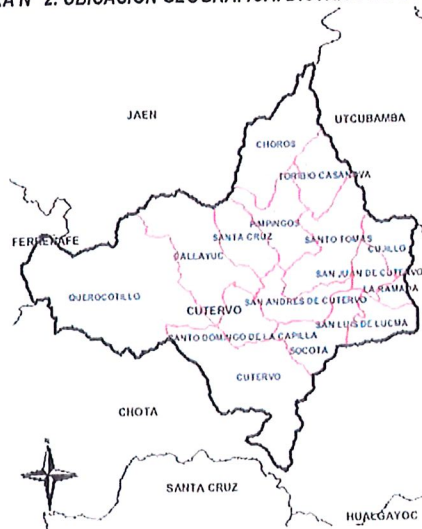 N° 2. UBICACIÓN GEOGRÁFICA.
JAEN
UTCUBAMBA
CHOROS
TORIBIO CASANOVA
PIMPINGOS
SANTA CRUZ
SANTO TOMAS
CUJILLO
FERREÑAFE
CALLAYUC
SAN JUAN DE CUTERVO
LA RAMADA
QUEROCOTILLO
SAN ANDRES DE CUTERVO
CUTERVO
SAN LUIS DE LUCMA
SANTO DOMINGO DE LA CAPILLA
SOCOTA
CUTERVO
CHOTA
N
SANTA CRUZ
HUALGAYOC